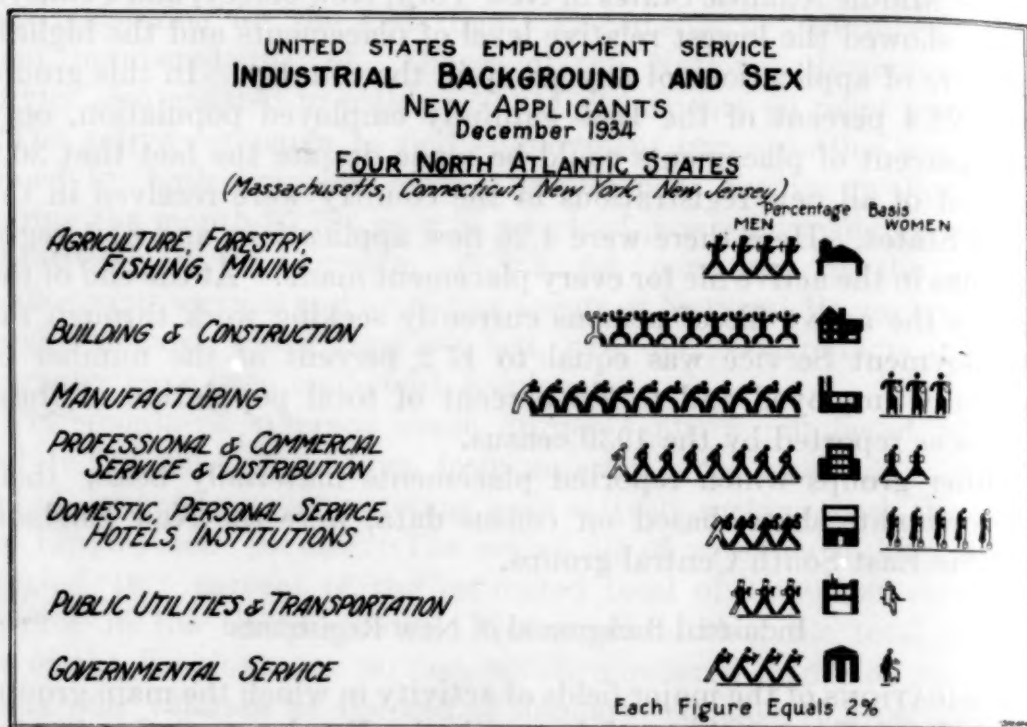 UNITED STATES EMPLOYMENT SERVICE
INDUSTRIAL BACKGROUND AND SEX
NEW APPLICANTS
December 1934
FOUR NORTH ATLANTIC STATES
(Massachusetts, Connecticut, New York, New Jersey)
Percentage Basis
MEN WOMEN
AGRICULTURE, FORESTRY,
FISHING, MINING
BUILDING & CONSTRUCTION
MANUFACTURING
PROFESSIONAL & COMMERCIAL
SERVICE & DISTRIBUTION
DOMESTIC, PERSONAL SERVICE,
HOTELS, INSTITUTIONS
PUBLIC UTILITIES & TRANSPORTATION
GOVERNMENTAL SERVICE
Each Figure Equals 2%